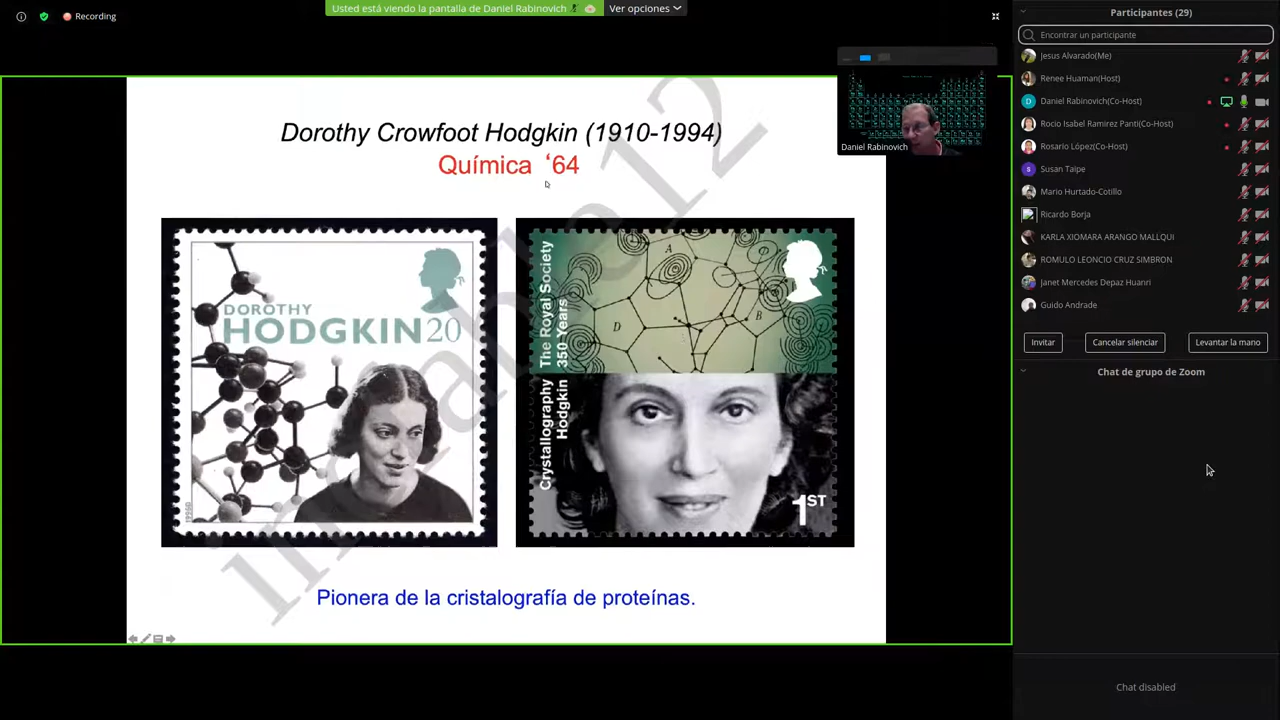 Recording
Usted está viendo la pantalla de Daniel Rabinovich
Ver opciones
Dorothy Crowfoot Hodgkin (1910-1994)
Química ‘64
DOROTHY
HODGKIN 20
The Royal Society
350 Years
Crystallography
Hodgkin
A
B
D
1ST
Pionera de la cristalografía de proteínas.
Daniel Rabinovich
Participantes (29)
Encontrar un participante
Jesus Alvarado(Me)
Renee Huaman(Host)
D
Daniel Rabinovich(Co-Host)
Rocio Isabel Ramirez Panti(Co-Host)
Rosario López(Co-Host)
S
Susan Taipe
Mario Hurtado-Cotillo
Ricardo Borja
KARLA XIOMARA ARANGO MALLQUI
ROMULO LEONCIO CRUZ SIMBRON
Janet Mercedes Depaz Huanri
Guido Andrade
Invitar
Cancelar silenciar
Levantar la mano
Chat de grupo de Zoom
Chat disabled